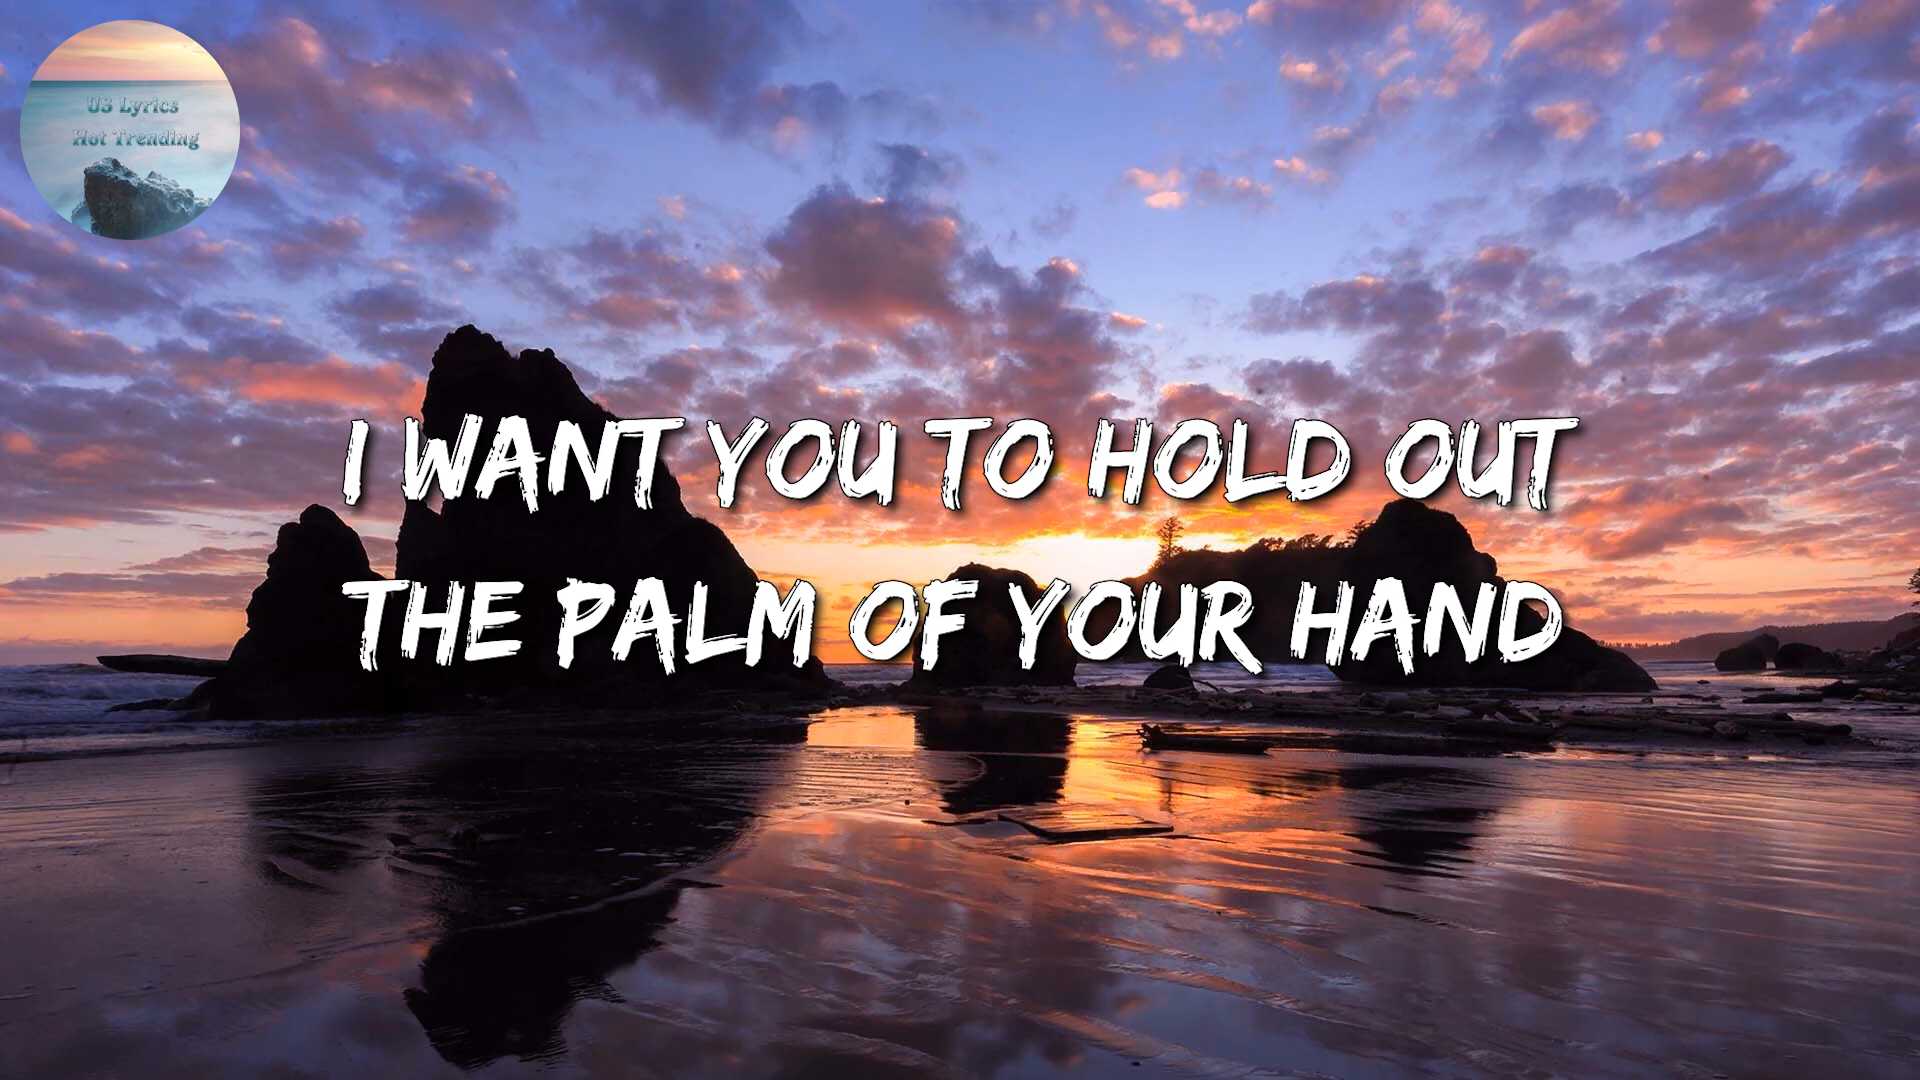 US Lyrics
Hot Trending
I WANT YOU TO HOLD OUT
THE PALM OF YOUR HAND